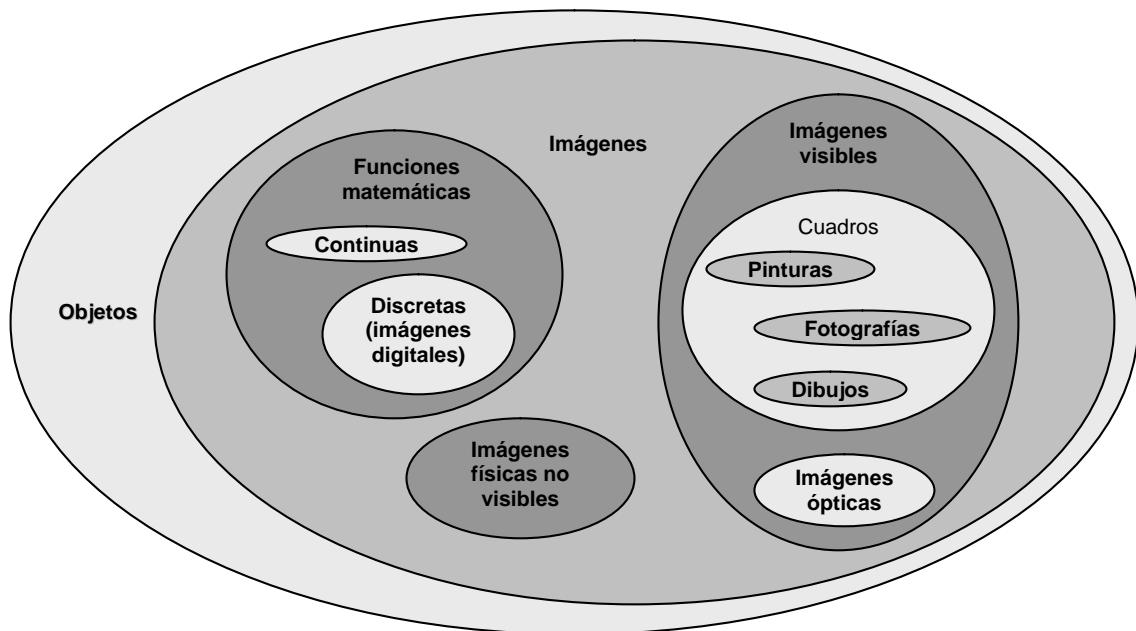 Objetos
Imágenes
Funciones
matemáticas
Continuas
Discretas
(imágenes
digitales)
Imágenes
físicas no
visibles
Imágenes
visibles
Cuadros
Pinturas
Fotografías
Dibujos
Imágenes
ópticas